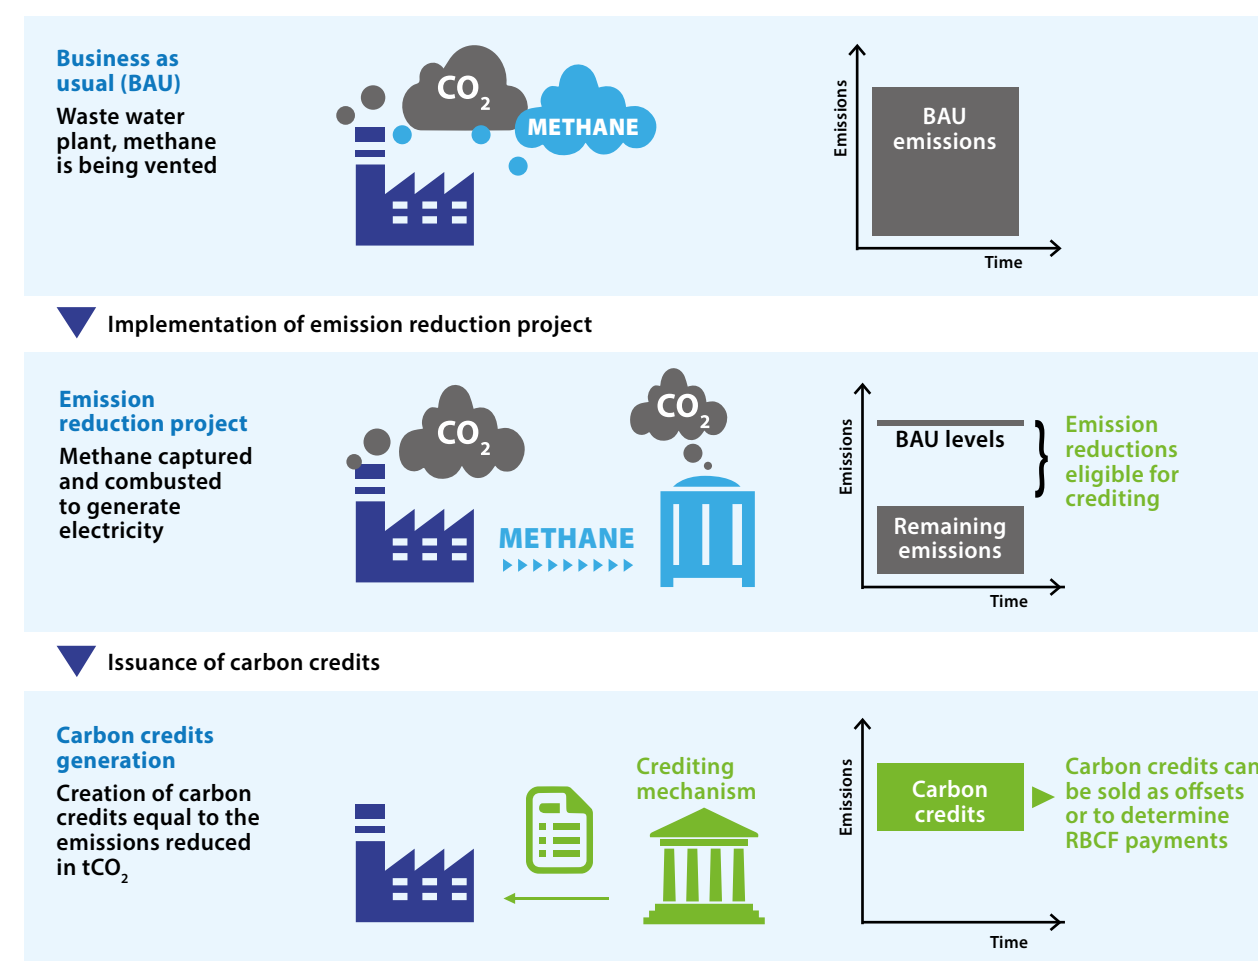 Business as
usual (BAU)
Waste water
plant, methane
is being vented
CO2
METHANE
Emissions
BAU
emissions
Time
Implementation of emission reduction project
Emission
reduction project
Methane captured
and combusted
to generate
electricity
CO2
METHANE
CO2
Emissions
BAU levels
Remaining
emissions
Time
Emission
reductions
eligible for
crediting
Issuance of carbon credits
Carbon credits
generation
Creation of carbon
credits equal to the
emissions reduced
in tCO2
Crediting
mechanism
Emissions
Carbon
credits
Time
Carbon credits can
be sold as offsets
or to determine
RBCF payments